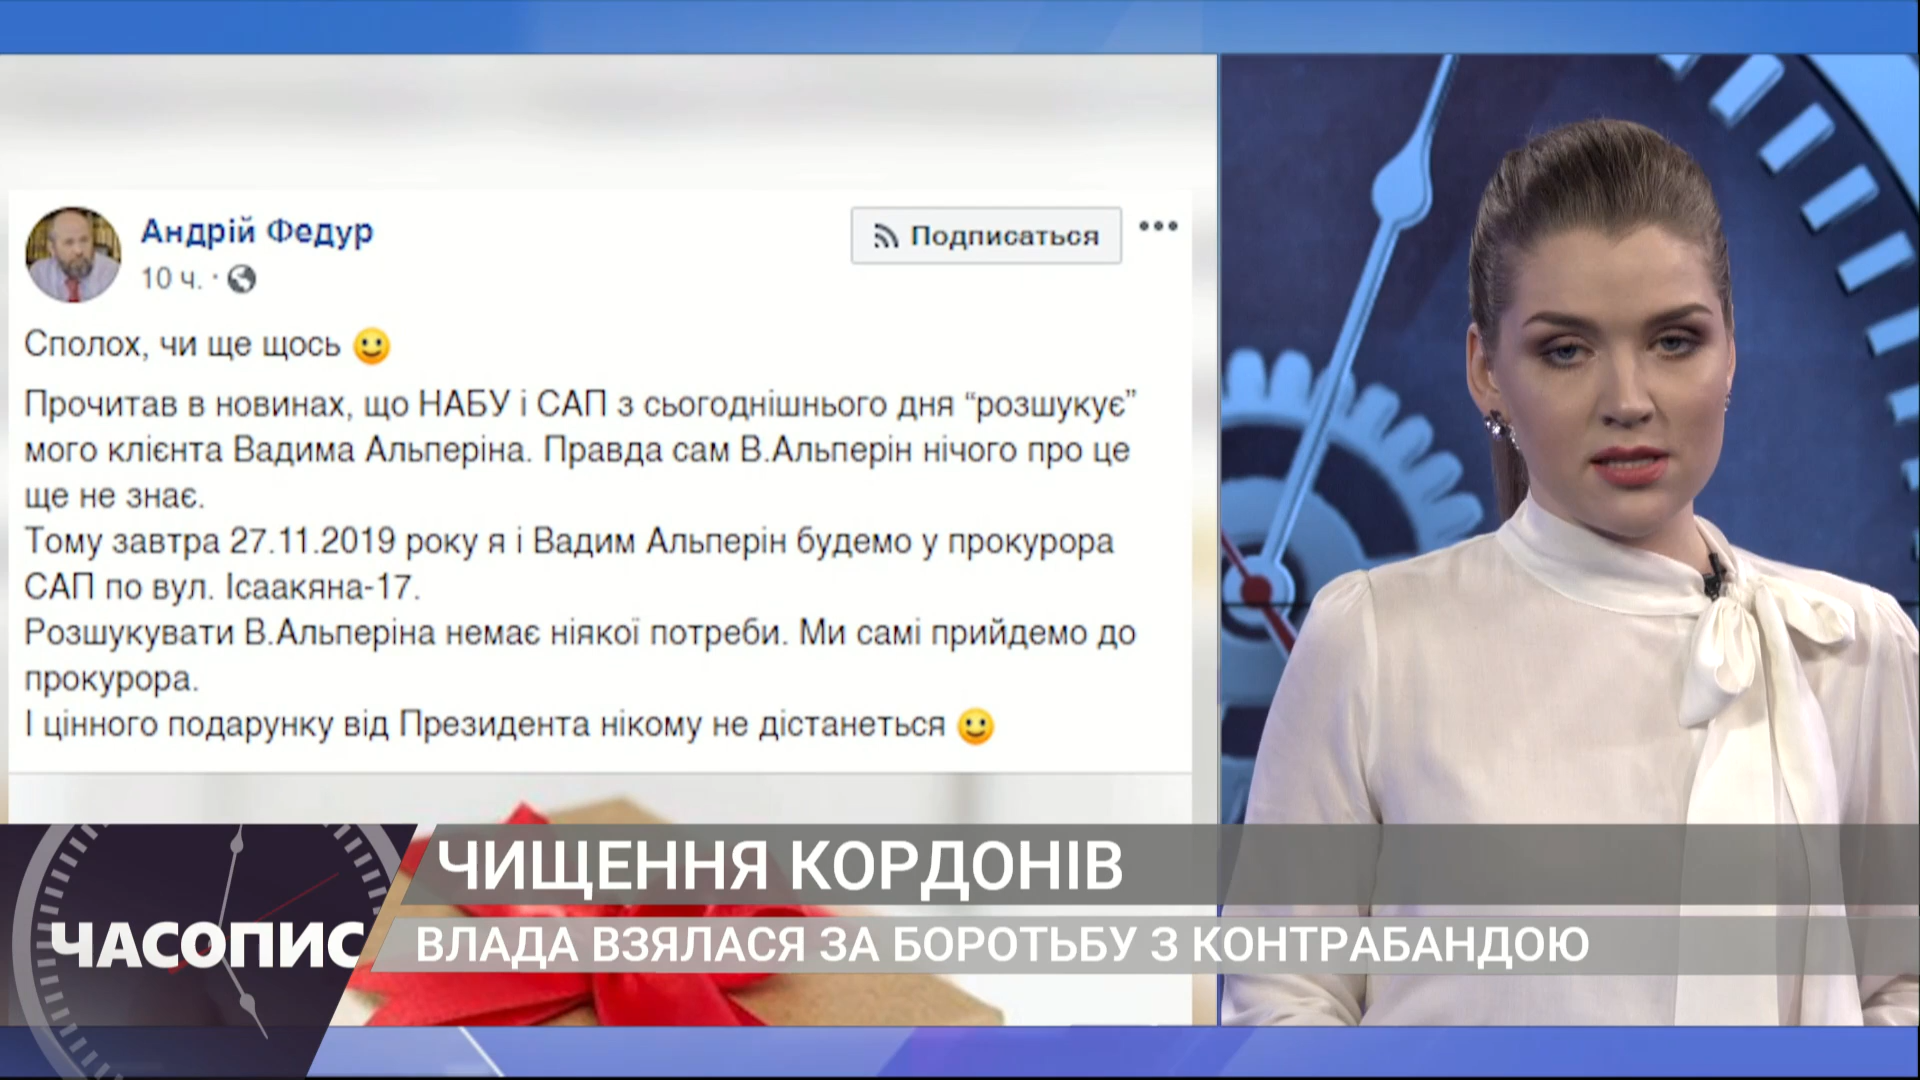 Андрій Федур
Подписаться
10 ч.
Сполох, чи ще щось
Прочитав в новинах, що НАБУ і САП з сьогоднішнього дня “розшукує”
мого клієнта Вадима Альперіна. Правда сам В.Альперін нічого про це
ще не знає.
Тому завтра 27.11.2019 року я і Вадим Альперін будемо у прокурора
САП по вул. Ісаакяна-17.
Розшукувати В.Альперіна немає ніякої потреби. Ми самі прийдемо до
прокурора.
І цінного подарунку від Президента нікому не дістанеться
ЧИЩЕННЯ КОРДОНІВ
ЧАСОПИС
ВЛАДА ВЗЯЛАСЯ ЗА БОРОТЬБУ З КОНТРАБАНДОЮ